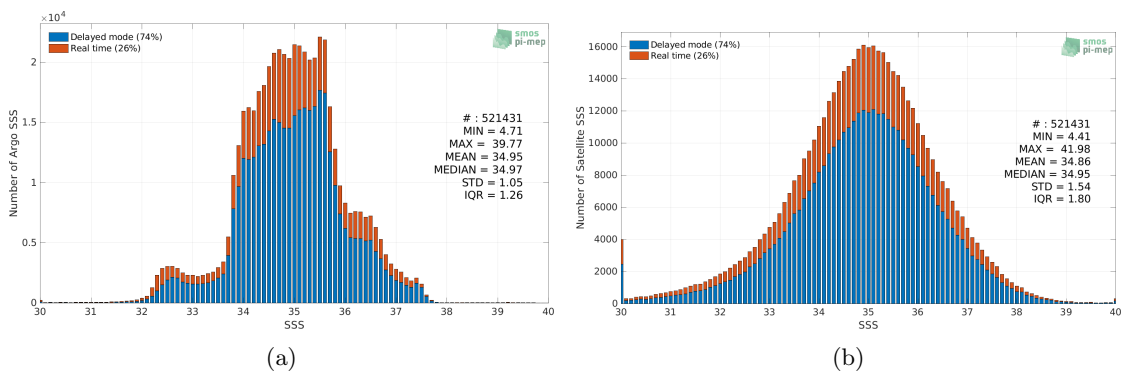 ×10⁴
Delayed mode (74%)
Real time (26%)
smos
pi-mep
Number of Argo SSS
2
1.5
1
0.5
0
# : 521431
MIN = 4.71
MAX = 39.77
MEAN = 34.95
MEDIAN = 34.97
STD = 1.05
IQR = 1.26
30 31 32 33 34 35 36 37 38 39 40
SSS
(a)
Delayed mode (74%)
Real time (26%)
smos
pi-mep
Number of Satellite SSS
16000
14000
12000
10000
8000
6000
4000
2000
0
# : 521431
MIN = 4.41
MAX = 41.98
MEAN = 34.86
MEDIAN = 34.95
STD = 1.54
IQR = 1.80
30 31 32 33 34 35 36 37 38 39 40
SSS
(b)